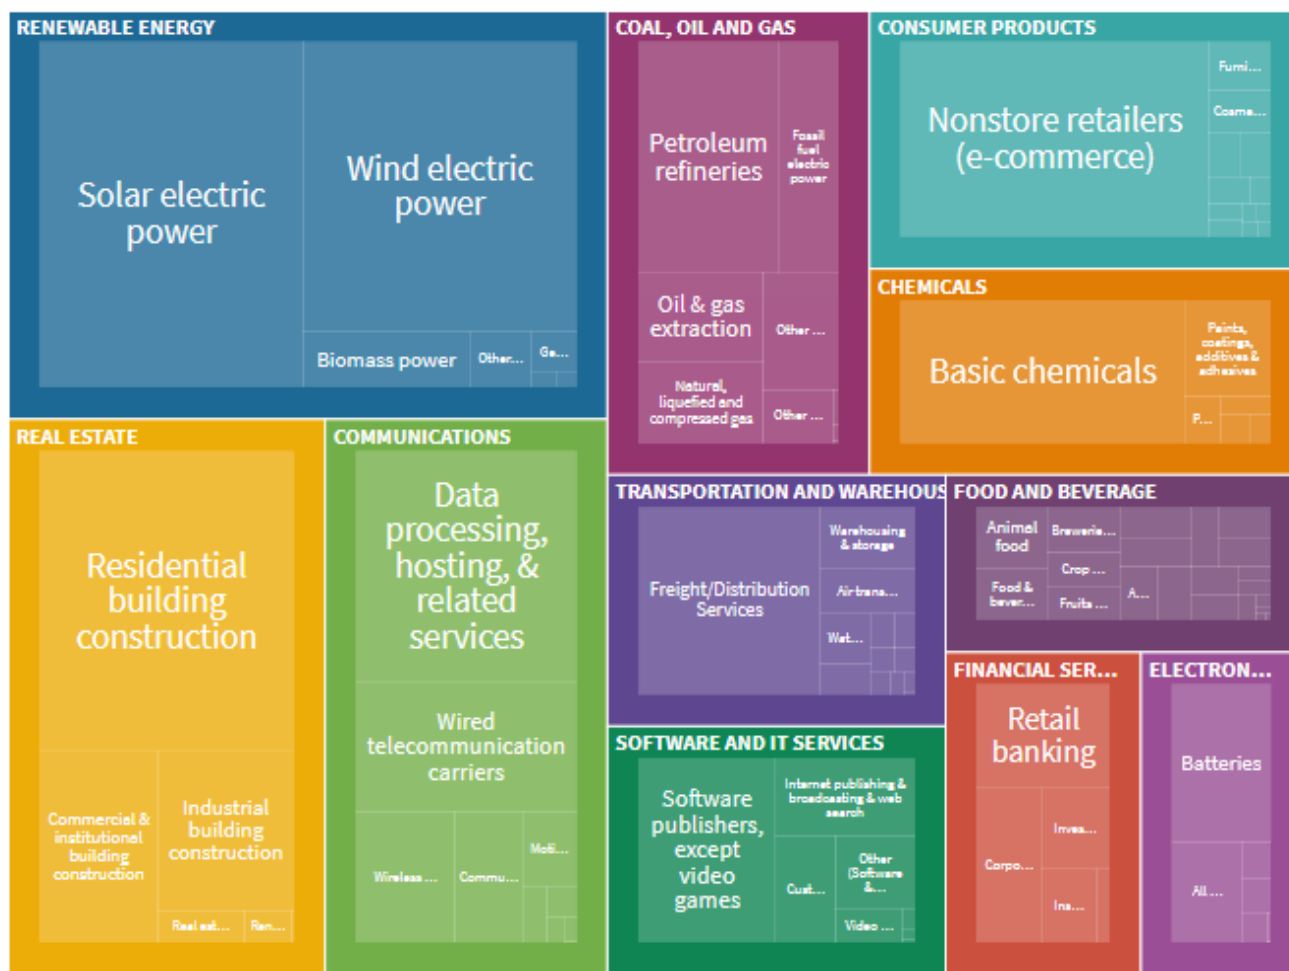 RENEWABLE ENERGY
Solar electric
power
Wind electric
power
Biomass power
Other...
Ge...
COAL, OIL AND GAS
Petroleum
refineries
Fossil
fuel
electric
power
Oil & gas
extraction
Other ...
Natural,
liquefied and
compressed gas
Other ...
CONSUMER PRODUCTS
Nonstore retailers
(e-commerce)
Furni...
Cosme...
CHEMICALS
Basic chemicals
Paints,
coatings,
additives &
adhesives
P...
REAL ESTATE
Residential
building
construction
Commercial &
institutional
building
construction
Industrial
building
construction
Real est...
Ren...
COMMUNICATIONS
Data
processing,
hosting, &
related
services
Wired
telecommunication
carriers
Wireless ...
Commu...
Moti...
TRANSPORTATION AND WAREHOUS
Freight/Distribution
Services
Warehousing
& storage
Air trans...
Wat...
FOOD AND BEVERAGE
Animal
food
Brewerie...
Crop ...
Food &
bever...
Fruits ...
A...
SOFTWARE AND IT SERVICES
Software
publishers,
except
video
games
Internet publishing &
broadcasting & web
search
Cust...
Other
(Software
&...
Video ...
FINANCIAL SER...
Retail
banking
Corpo...
Inves...
Ins...
ELECTRON...
Batteries
All ...